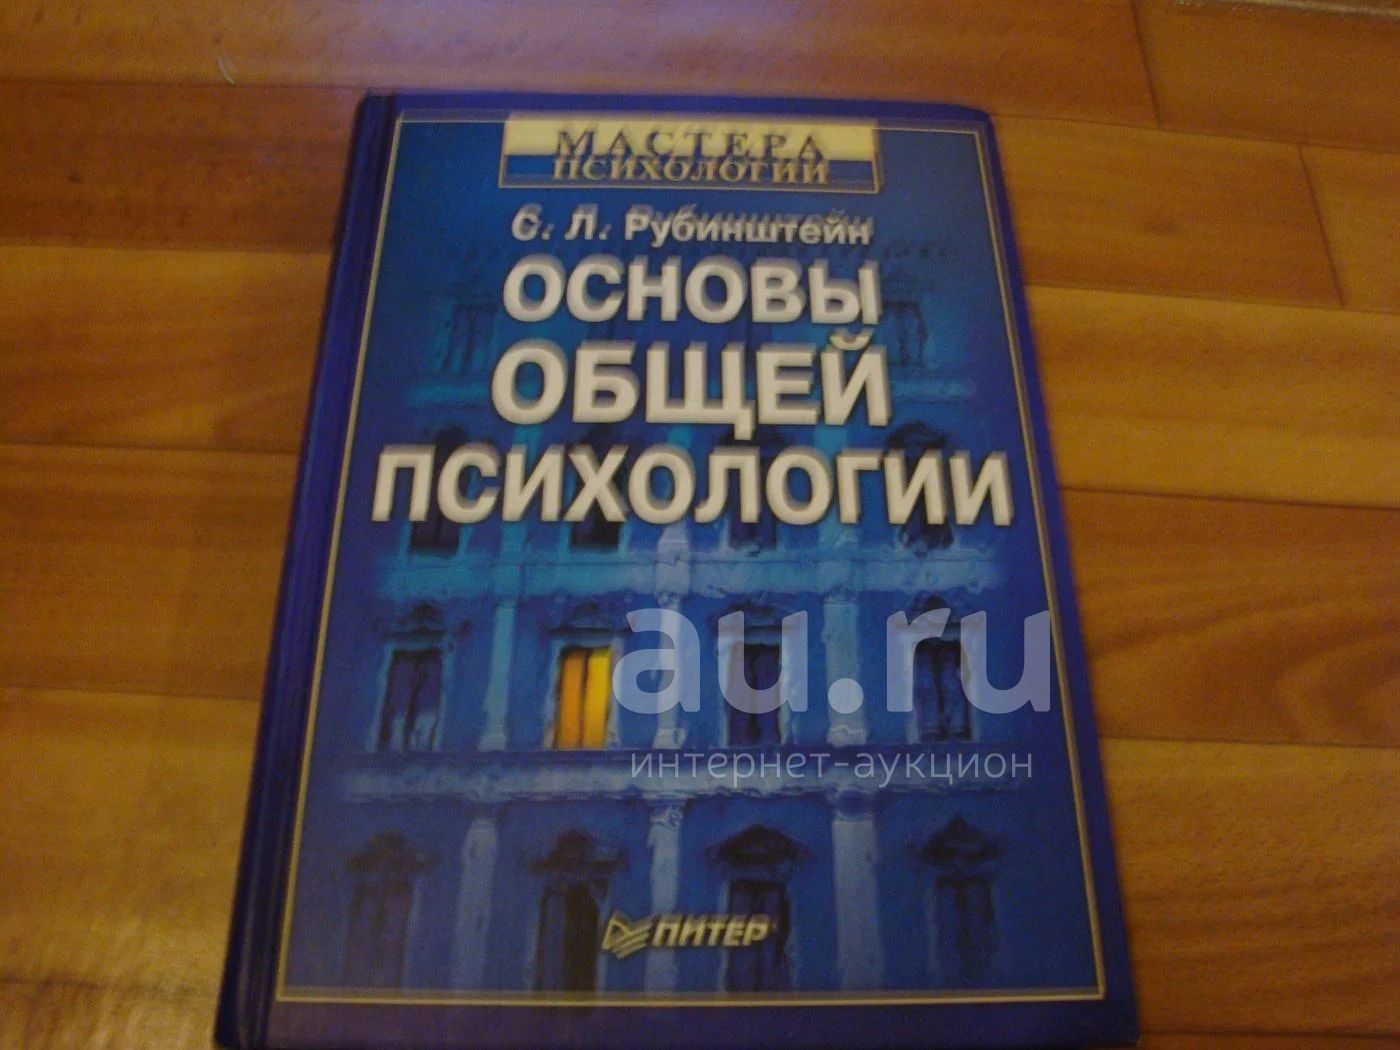 МАСТЕРА
ПСИХОЛОГИИ
С. Л. Рубинштейн
ОСНОВЫ
ОБЩЕЙ
ПСИХОЛОГИИ
au.ru
интернет-аукцион
ПИТЕР